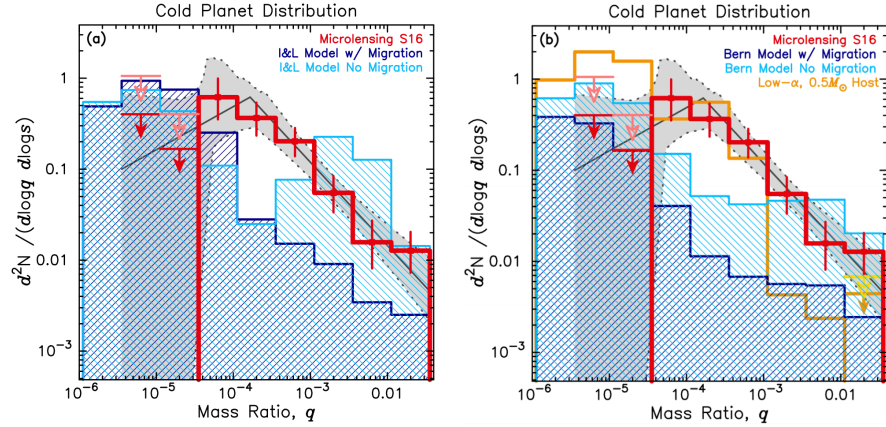 Cold Planet Distribution
(a)
Microlensing S16
I&L Model w/ Migration
I&L Model No Migration
d²N /(dlogq dlogs)
1
0.1
0.01
10⁻³
10⁻⁶ 10⁻⁵ 10⁻⁴ 10⁻³ 0.01
Mass Ratio, q
Cold Planet Distribution
(b)
Microlensing S16
Bern Model w/ Migration
Bern Model No Migration
Low-α, 0.5M⊙ Host
d²N /(dlogq dlogs)
1
0.1
0.01
10⁻³
10⁻⁶ 10⁻⁵ 10⁻⁴ 10⁻³ 0.01
Mass Ratio, q